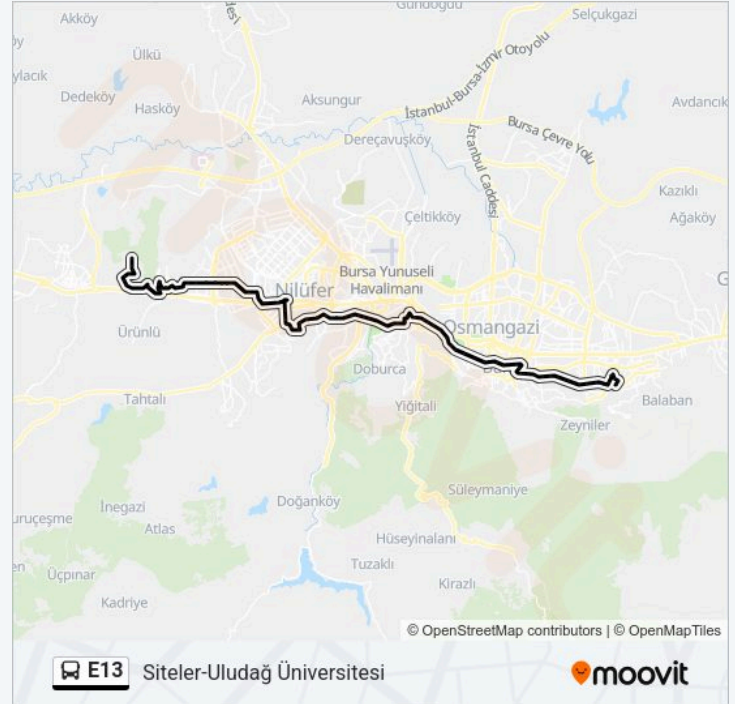 Gündoğdu
Akköy
Selçukgazi
Ülkü
İstanbul-Bursa-İzmir Otoyolu
Dedeköy
Hasköy
Aksungur
Avdancık
Dereçavuşköy
Bursa Çevre Yolu
İstanbul Caddesi
Kazıklı
Çeltikköy
Ağaköy
Bursa Yunuseli
Havalimanı
Nilüfer
Ürünlü
Osmangazi
Doburca
Tahtalı
Yiğitali
Balaban
Zeyniler
İnegazi
Doğanköy
Süleymaniye
Atlas
Hüseyinalanı
Üçpınar
Tuzaklı
Kirazlı
Kadriye
© OpenStreetMap contributors | © OpenMapTiles
E13 Siteler-Uludağ Üniversitesi
moovit